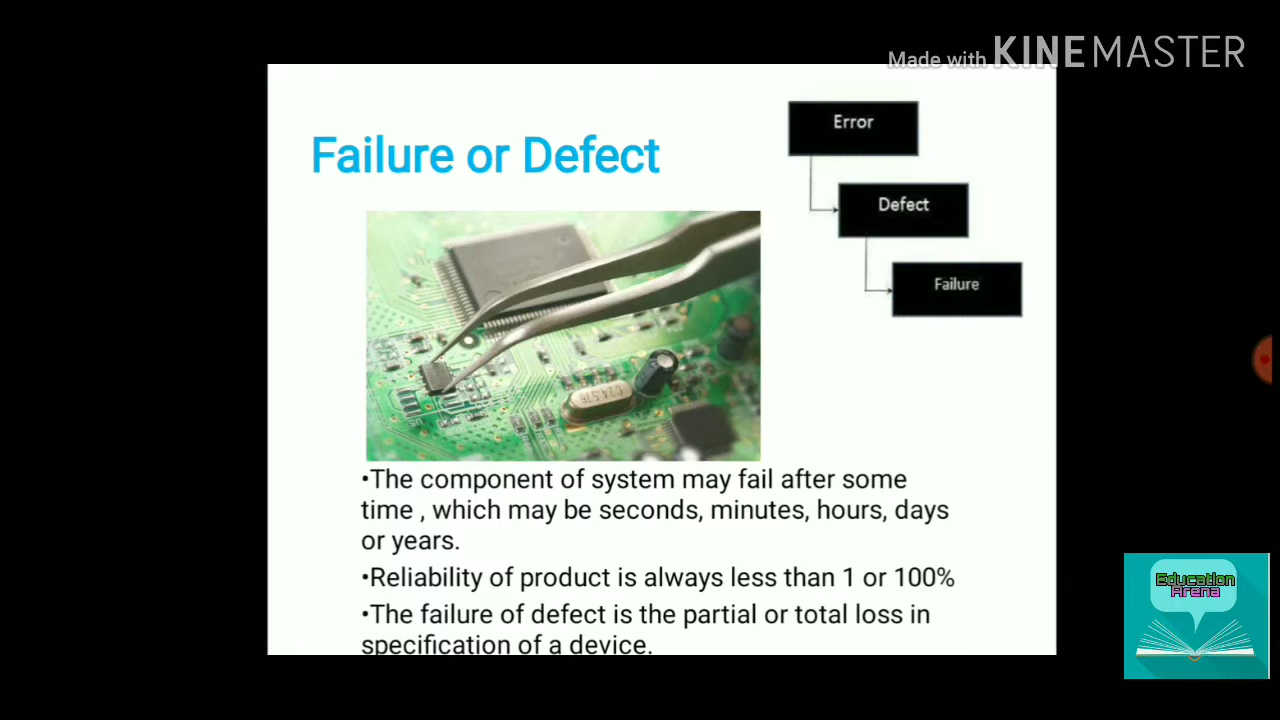 Made with KINEMASTER
Error
Failure or Defect
Defect
Failure
C24.576
•The component of system may fail after some
time , which may be seconds, minutes, hours, days
or years.
•Reliability of product is always less than 1 or 100%
•The failure of defect is the partial or total loss in
specification of a device.
Education
Arena